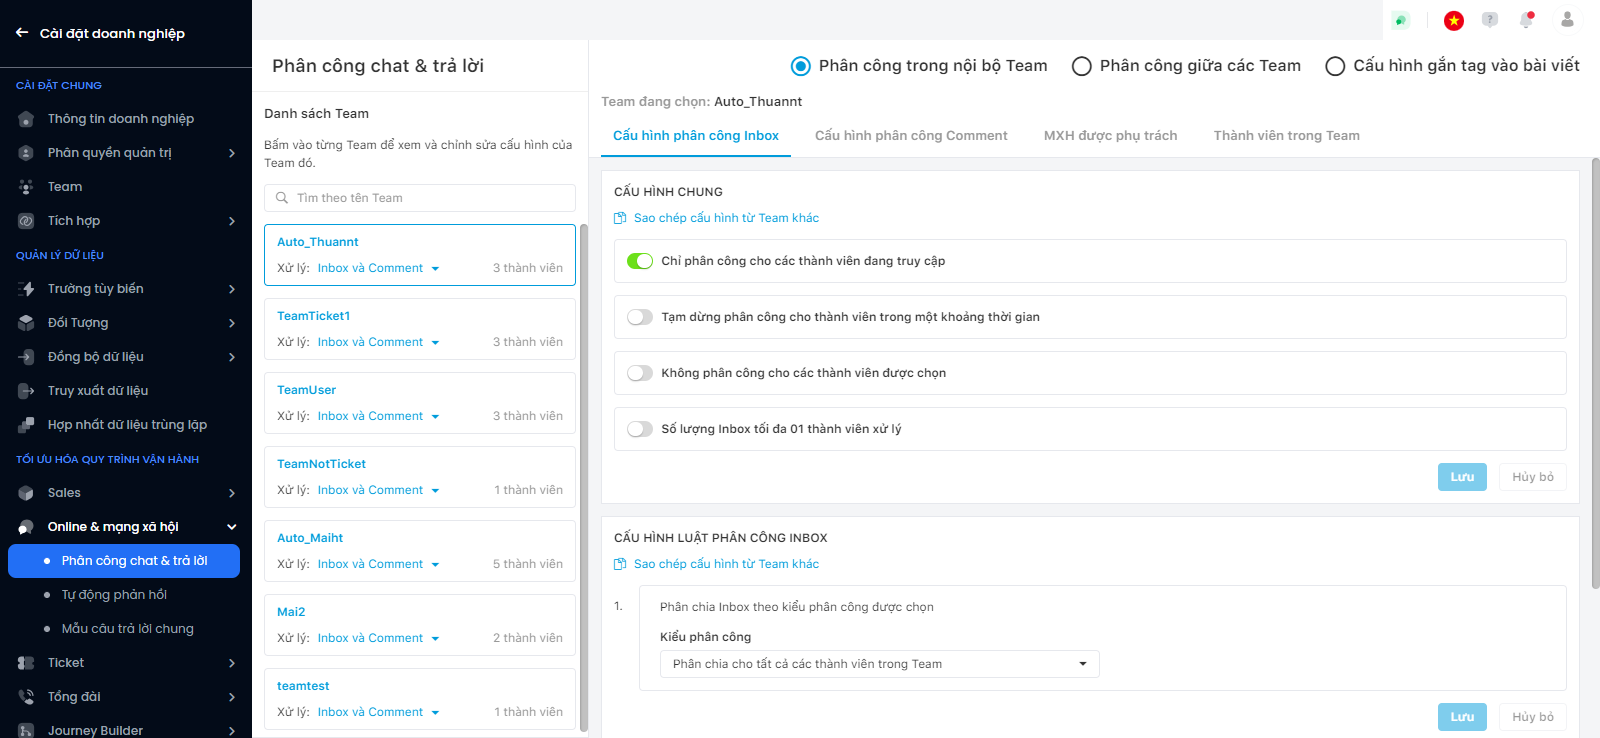 Cài đặt doanh nghiệp
CÀI ĐẶT CHUNG
Thông tin doanh nghiệp
Phân quyền quản trị
Team
Tích hợp
QUẢN LÝ DỮ LIỆU
Trường tùy biến
Đối Tượng
Đồng bộ dữ liệu
Truy xuất dữ liệu
Hợp nhất dữ liệu trùng lặp
TỐI ƯU HÓA QUY TRÌNH VẬN HÀNH
Sales
Online & mạng xã hội
Phân công chat & trả lời
Tự động phản hồi
Mẫu câu trả lời chung
Ticket
Tổng đài
Journey Builder
Phân công chat & trả lời
Danh sách Team
Bấm vào từng Team để xem và chỉnh sửa cấu hình của
Team đó.
Tìm theo tên Team
Auto_Thuannt
Xử lý: Inbox và Comment 3 thành viên
TeamTicket1
Xử lý: Inbox và Comment 3 thành viên
TeamUser
Xử lý: Inbox và Comment 3 thành viên
TeamNotTicket
Xử lý: Inbox và Comment 1 thành viên
Auto_Maiht
Xử lý: Inbox và Comment 5 thành viên
Mai2
Xử lý: Inbox và Comment 2 thành viên
teamtest
Xử lý: Inbox và Comment 1 thành viên
Phân công trong nội bộ Team Phân công giữa các Team Cấu hình gắn tag vào bài viết
Team đang chọn: Auto_Thuannt
Cấu hình phân công Inbox Cấu hình phân công Comment MXH được phụ trách Thành viên trong Team
CẤU HÌNH CHUNG
Sao chép cấu hình từ Team khác
Chỉ phân công cho các thành viên đang truy cập
Tạm dừng phân công cho thành viên trong một khoảng thời gian
Không phân công cho các thành viên được chọn
Số lượng Inbox tối đa 01 thành viên xử lý
Lưu Hủy bỏ
CẤU HÌNH LUẬT PHÂN CÔNG INBOX
Sao chép cấu hình từ Team khác
1. Phân chia Inbox theo kiểu phân công được chọn
Kiểu phân công
Phân chia cho tất cả các thành viên trong Team
Lưu Hủy bỏ